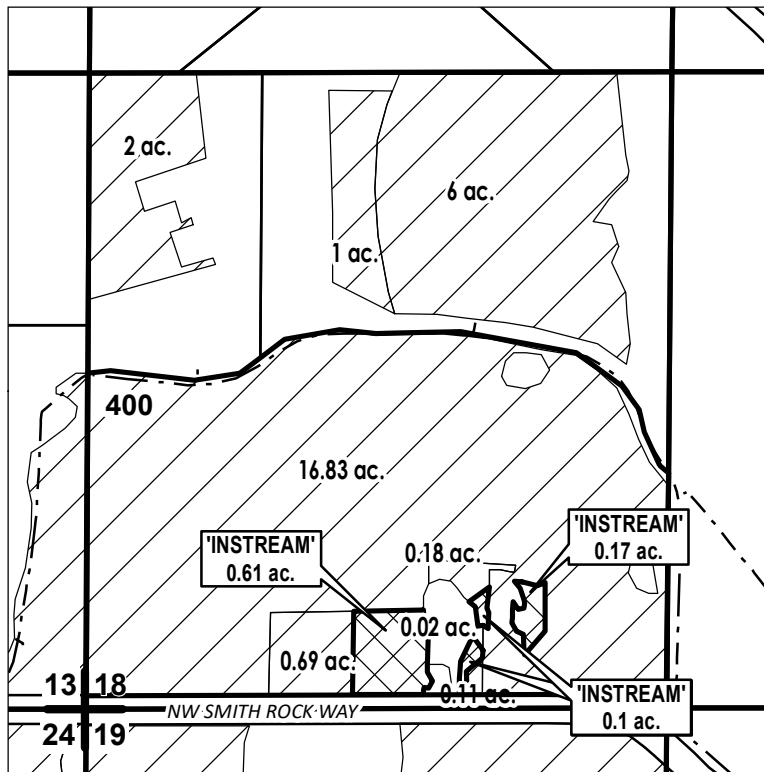 2 ac.
6 ac.
1 ac.
400
16.83 ac.
'INSTREAM'
0.17 ac.
'INSTREAM'
0.61 ac.
0.18 ac.
0.02 ac.
0.69 ac.
0.11 ac.
'INSTREAM'
0.1 ac.
13 18
NW SMITH ROCK WAY
24 19